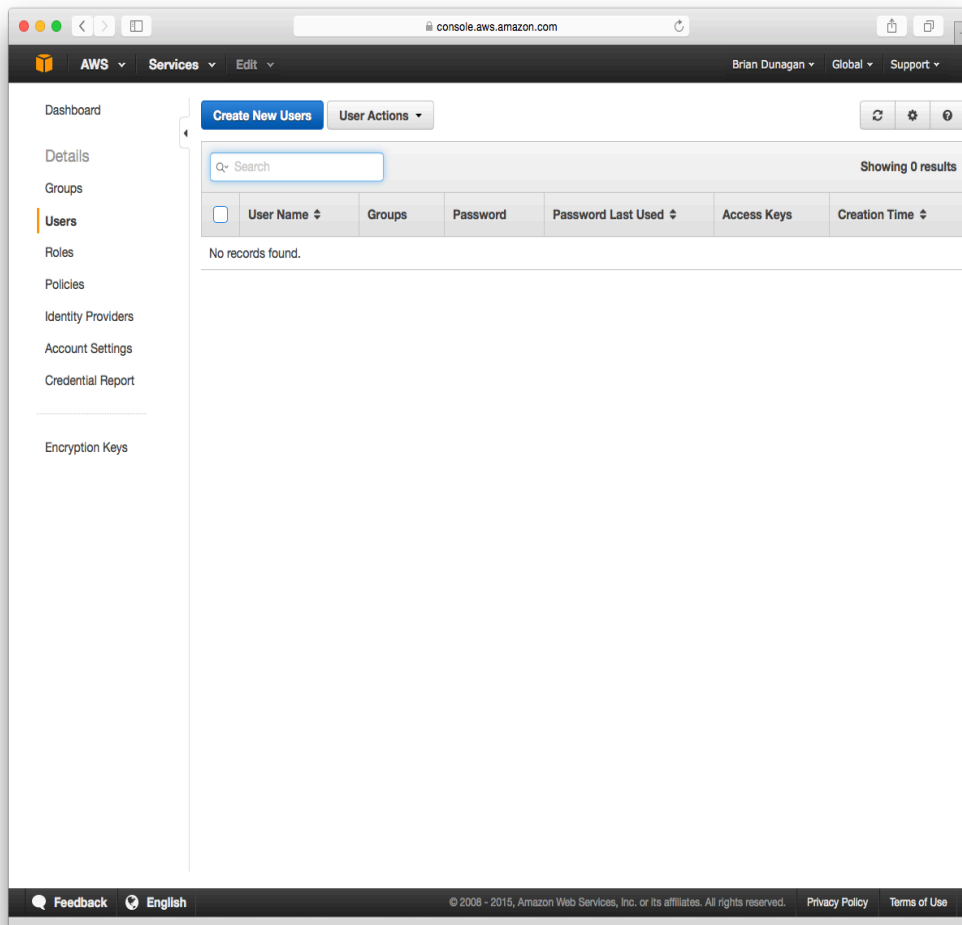 console.aws.amazon.com
AWS Services Edit Brian Dunagan Global Support
Dashboard
Details
Groups
Users
Roles
Policies
Identity Providers
Account Settings
Credential Report
Encryption Keys
Create New Users User Actions
Search Showing 0 results
User Name Groups Password Password Last Used Access Keys Creation Time
No records found.
Feedback English © 2008 - 2015, Amazon Web Services, Inc. or its affiliates. All rights reserved. Privacy Policy Terms of Use